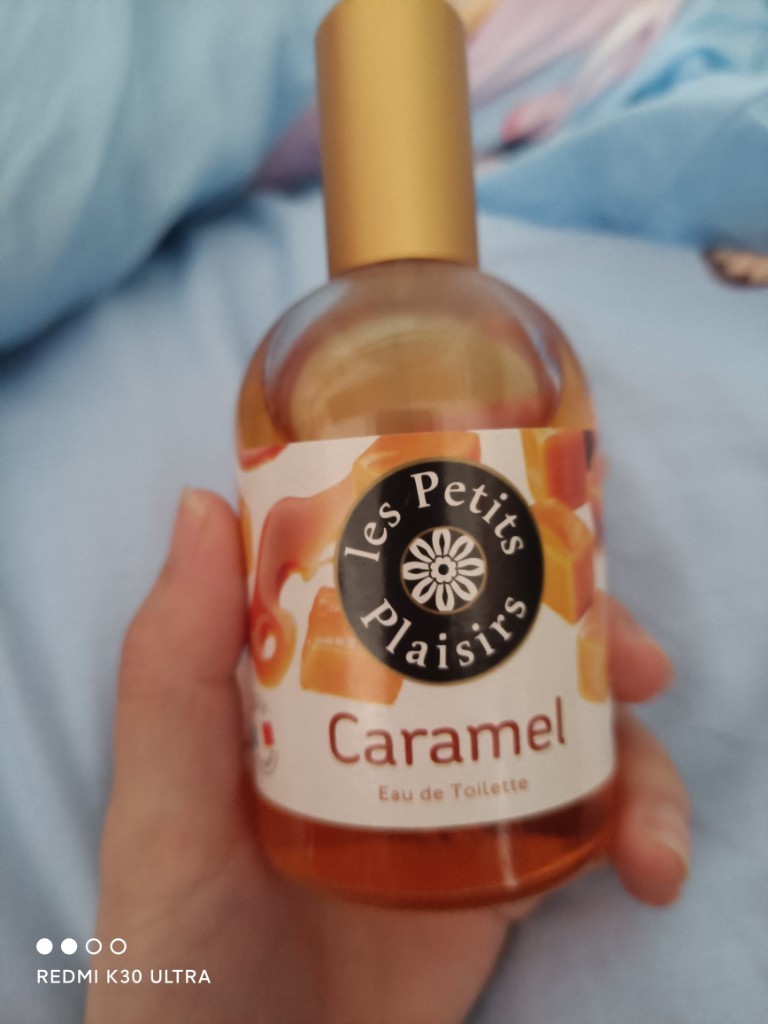 les Petits
Plaisirs
Caramel
Eau de Toilette
REDMI K30 ULTRA